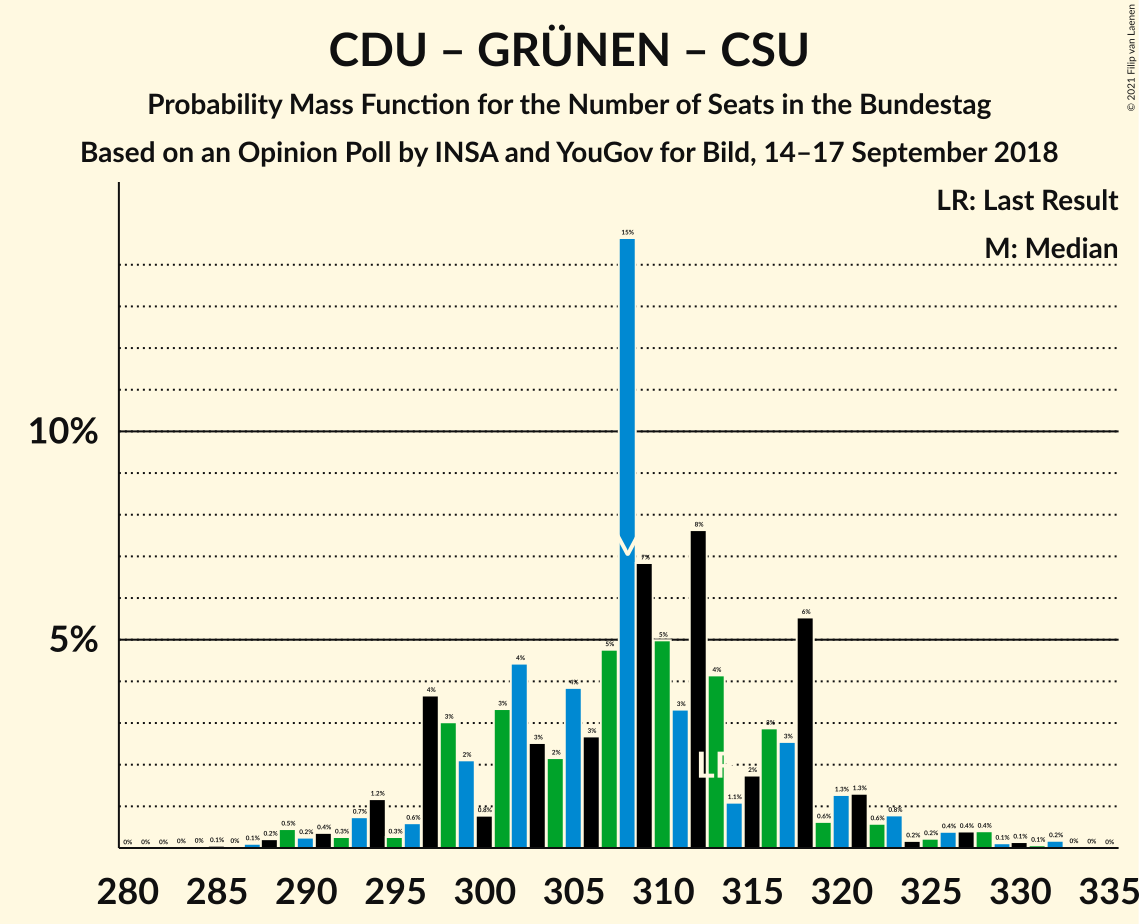 CDU – GRÜNEN – CSU
Probability Mass Function for the Number of Seats in the Bundestag
Based on an Opinion Poll by INSA and YouGov for Bild, 14–17 September 2018
© 2021 Filip van Laenen
LR: Last Result
M: Median
10%
5%
0% 0% 0% 0% 0% 0.1% 0% 0.1% 0.2% 0.5% 0.2% 0.4% 0.3% 0.7% 1.2% 0.3% 0.6% 4% 3% 2% 0.8% 3% 4% 3% 2% 4% 3% 5% 15% 7% 5% 3% 8% 4% 1.1% 2% 3% 3% 6% 0.6% 1.3% 1.3% 0.6% 0.8% 0.2% 0.2% 0.4% 0.4% 0.4% 0.1% 0.1% 0.1% 0.2% 0% 0% 0%
LR
280 285 290 295 300 305 310 315 320 325 330 335